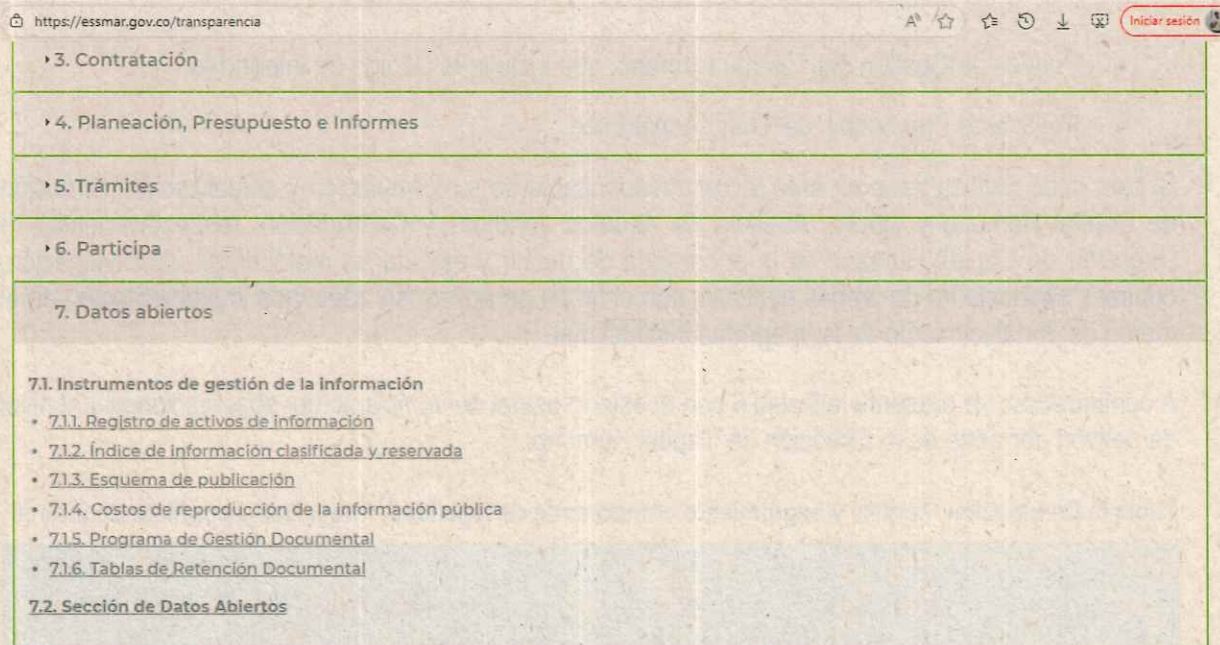 https://essmar.gov.co/transparencia
Iniciar sesión
3. Contratación
4. Planeación, Presupuesto e Informes
5. Trámites
6. Participa
7. Datos abiertos
7.1. Instrumentos de gestión de la información
7.1.1. Registro de activos de información
7.1.2. Índice de información clasificada y reservada
7.1.3. Esquema de publicación
7.1.4. Costos de reproducción de la información pública
7.1.5. Programa de Gestión Documental
7.1.6. Tablas de Retención Documental
7.2. Sección de Datos Abiertos